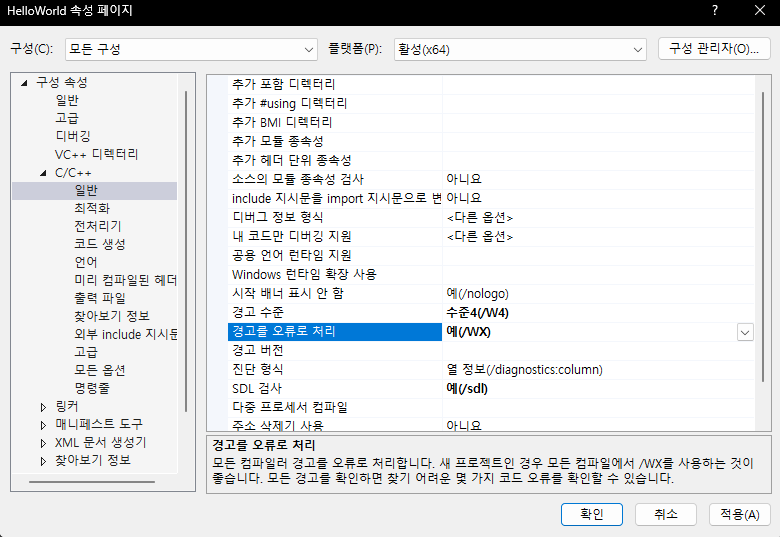 HelloWorld 속성 페이지
구성(C): 모든 구성 플랫폼(P): 활성(x64) 구성 관리자(O)...
구성 속성
일반
고급
디버깅
VC++ 디렉터리
C/C++
일반
최적화
전처리기
코드 생성
언어
미리 컴파일된 헤더
출력 파일
찾아보기 정보
외부 include 지시문
고급
모든 옵션
명령줄
링커
매니페스트 도구
XML 문서 생성기
찾아보기 정보
추가 포함 디렉터리
추가 #using 디렉터리
추가 BMI 디렉터리
추가 모듈 종속성
추가 헤더 단위 종속성
소스의 모듈 종속성 검사 아니요
include 지시문을 import 지시문으로 변 아니요
디버그 정보 형식 <다른 옵션>
내 코드만 디버깅 지원 <다른 옵션>
공용 언어 런타임 지원
Windows 런타임 확장 사용
시작 배너 표시 안 함 예(/nologo)
경고 수준 수준4(/W4)
경고를 오류로 처리 예(/WX)
경고 버전
진단 형식 열 정보(/diagnostics:column)
SDL 검사 예(/sdl)
다중 프로세서 컴파일
주소 삭제기 사용 아니요
경고를 오류로 처리
모든 컴파일러 경고를 오류로 처리합니다. 새 프로젝트인 경우 모든 컴파일에서 /WX를 사용하는 것이
좋습니다. 모든 경고를 확인하면 찾기 어려운 몇 가지 코드 오류를 확인할 수 있습니다.
확인 취소 적용(A)